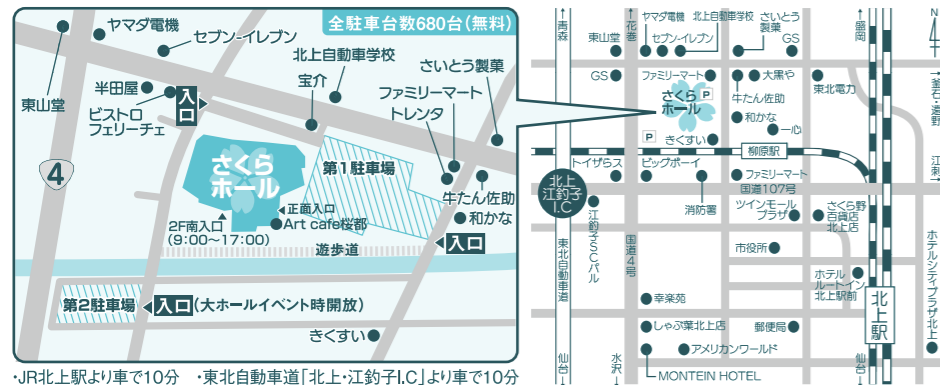 全駐車台数680台(無料)
ヤマダ電機
セブン-イレブン
北上自動車学校
さいとう製菓
宝介
ファミリーマート
トレンタ
東山堂
半田屋
ビストロ
フェリーチェ
入口
4
さくら
ホール
第1駐車場
牛たん佐助
和かな
2F南入口
(9:00〜17:00)
正面入口
Art cafe桜都
入口
遊歩道
第2駐車場
入口
(大ホールイベント時開放)
きくすい
・JR北上駅より車で10分
・東北自動車道「北上・江釣子I.C」より車で10分
↑青森
↑花巻
ヤマダ電機
北上自動車学校
さいとう
製菓
↑盛岡
N
4
東山堂
セブン-イレブン
GS
GS
ファミリーマート
大黒や
東北電力
→釜石・遠野
さくら
ホール
P
牛たん佐助
和かな
一心
P
きくすい
柳原駅
江刺→
トイザらス
ビッグボーイ
ファミリーマート
国道107号
北上
江釣子
I.C
消防署
ツインモール
プラザ
さくら野
百貨店
北上店
江釣子SCパル
国道4号
東北自動車道
市役所
ホテル
ルートイン
北上駅前
ホテルシティプラザ北上
北上駅
幸楽苑
しゃぶ葉北上店
郵便局
アメリカンワールド
MONTEIN HOTEL
仙台↓
水沢↓
仙台↓